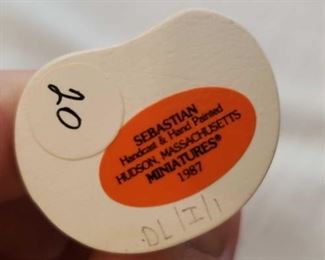 20
SEBASTIAN
Handcast & Hand Painted
HUDSON, MASSACHUSETTS
MINIATURES®
1987
DL/I/1